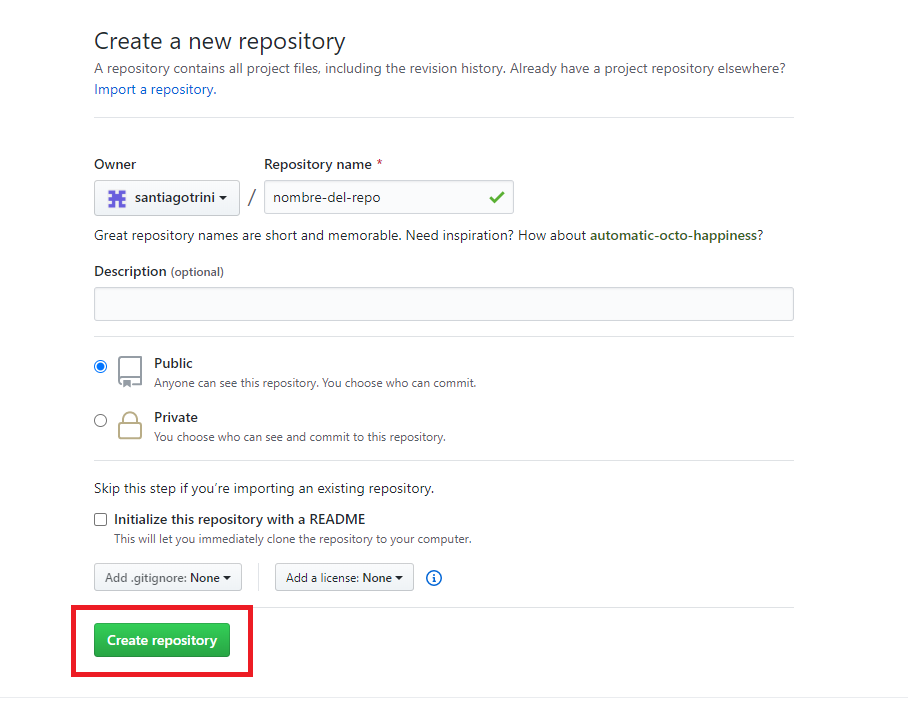 Create a new repository
A repository contains all project files, including the revision history. Already have a project repository elsewhere?
Import a repository.
Owner
Repository name *
santiagotrini
/
nombre-del-repo
Great repository names are short and memorable. Need inspiration? How about automatic-octo-happiness?
Description (optional)
Public
Anyone can see this repository. You choose who can commit.
Private
You choose who can see and commit to this repository.
Skip this step if you’re importing an existing repository.
Initialize this repository with a README
This will let you immediately clone the repository to your computer.
Add .gitignore: None
Add a license: None
Create repository